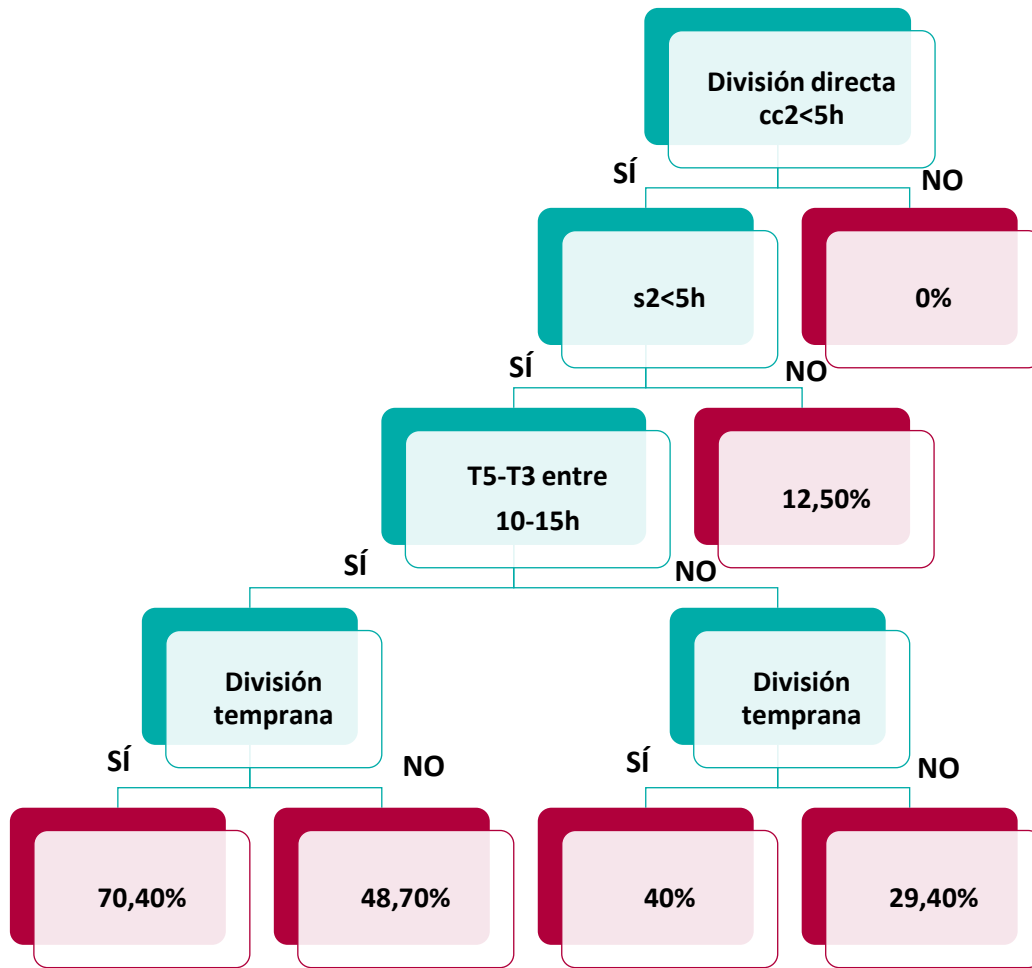 División directa
cc2<5h
SÍ
NO
s2<5h
0%
SÍ
NO
T5-T3 entre
10-15h
12,50%
SÍ
NO
División
temprana
División
temprana
SÍ
NO
SÍ
NO
70,40%
48,70%
40%
29,40%